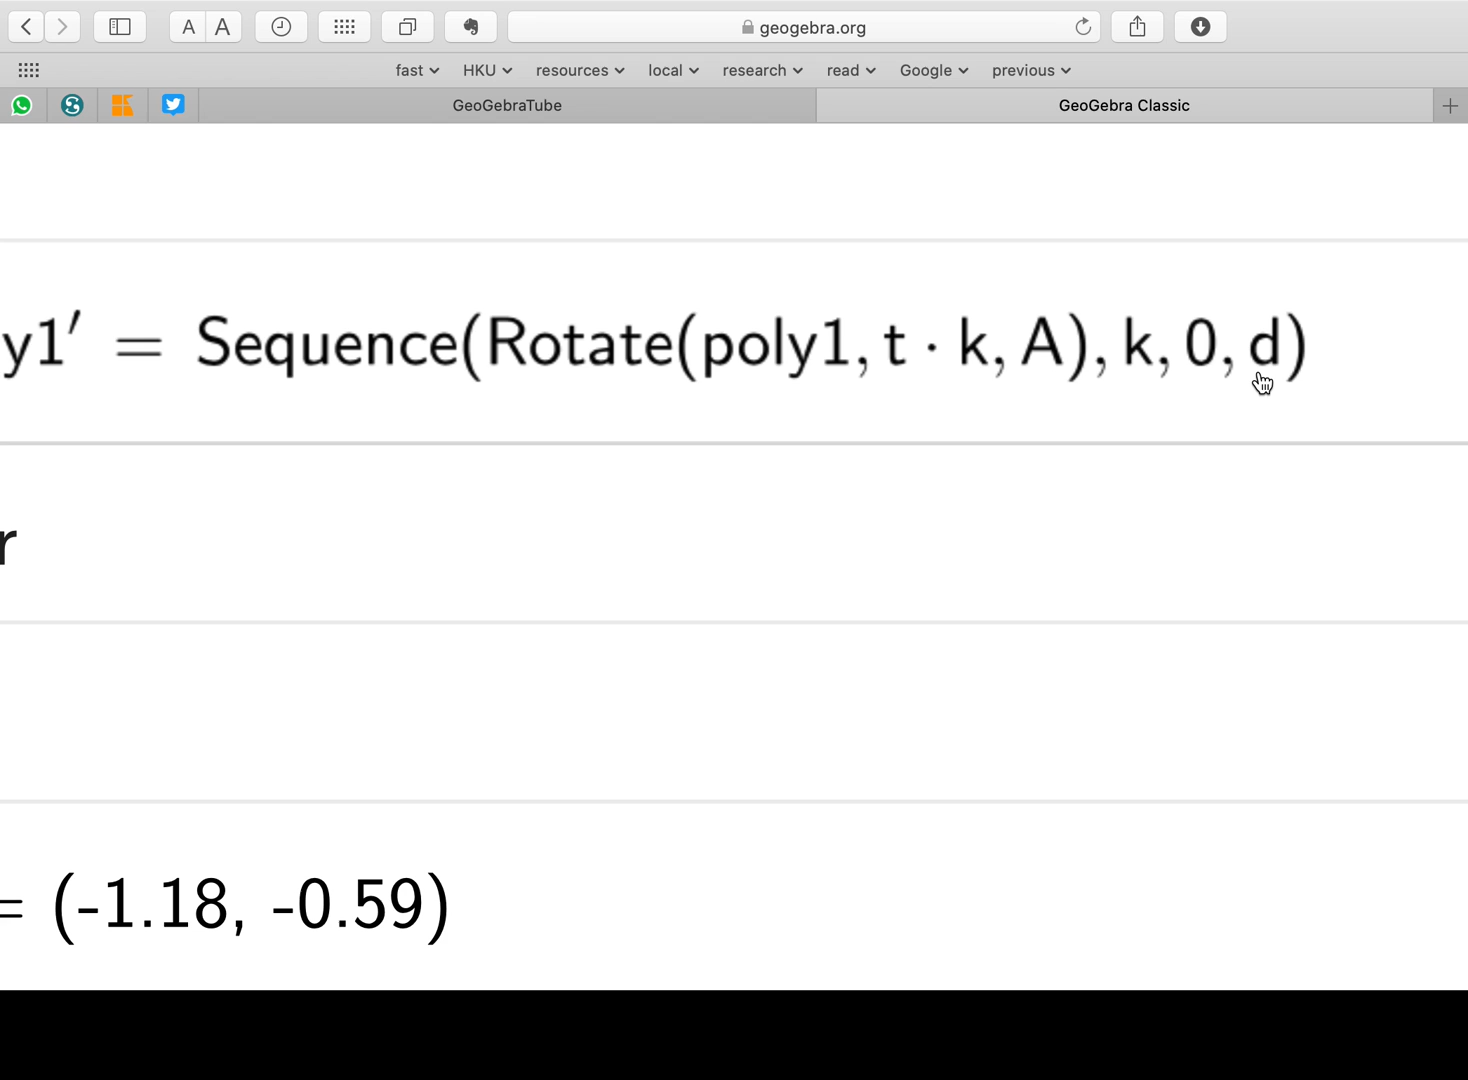 A A geogebra.org
fast HKU resources local research read Google previous
GeoGebraTube GeoGebra Classic
y1′ = Sequence(Rotate(poly1, t · k, A), k, 0, d)
r
= (-1.18, -0.59)